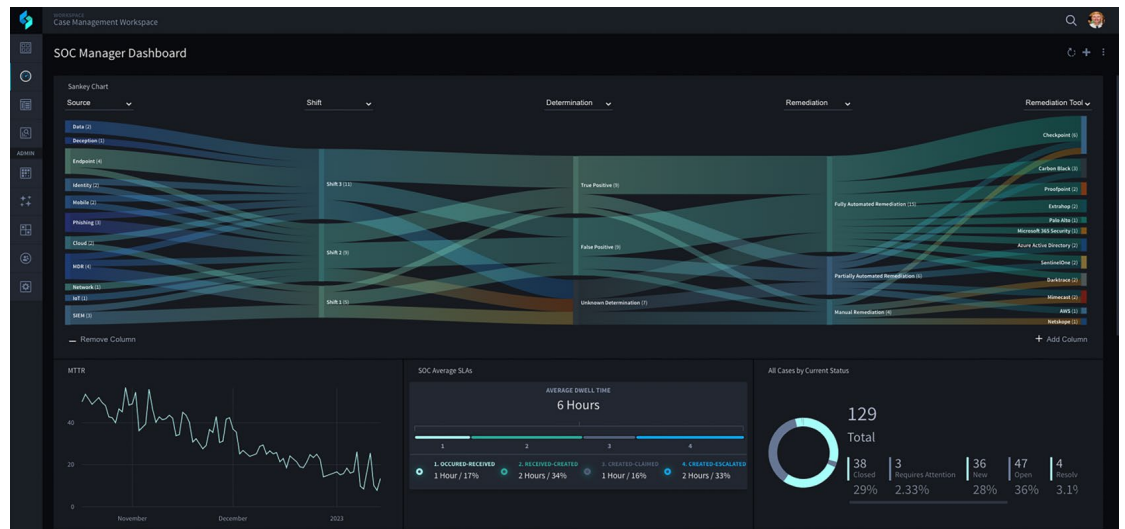 WORKSPACE
Case Management Workspace
SOC Manager Dashboard
ADMIN
Sankey Chart
Source
Shift
Determination
Remediation
Remediation Tool
Data (2)
Deception (1)
Endpoint (4)
Identity (2)
Mobile (2)
Phishing (3)
Cloud (2)
NDR (4)
Network (1)
IoT (1)
SIEM (3)
Shift 3 (11)
Shift 2 (9)
Shift 1 (9)
True Positive (9)
False Positive (9)
Unknown Determination (7)
Fully Automated Remediation (15)
Partially Automated Remediation (6)
Manual Remediation (4)
Checkpoint (6)
Carbon Black (3)
Proofpoint (2)
Extrahop (2)
Palo Alto (1)
Microsoft 365 Security (1)
Azure Active Directory (2)
SentinelOne (2)
Darktrace (2)
Mimecast (2)
AWS (1)
Netskope (1)
Remove Column
+ Add Column
MTTR
40
20
0
November
December
2023
SOC Average SLAs
AVERAGE DWELL TIME
6 Hours
1 2 3 4
1. OCCURED-RECEIVED
1 Hour / 17%
2. RECEIVED-CREATED
2 Hours / 34%
3. CREATED-CLAIMED
1 Hour / 16%
4. CREATED-ESCALATED
2 Hours / 33%
All Cases by Current Status
129
Total
38
Closed
29%
3
Requires Attention
2.33%
36
New
28%
47
Open
36%
4
Resolv
3.1%